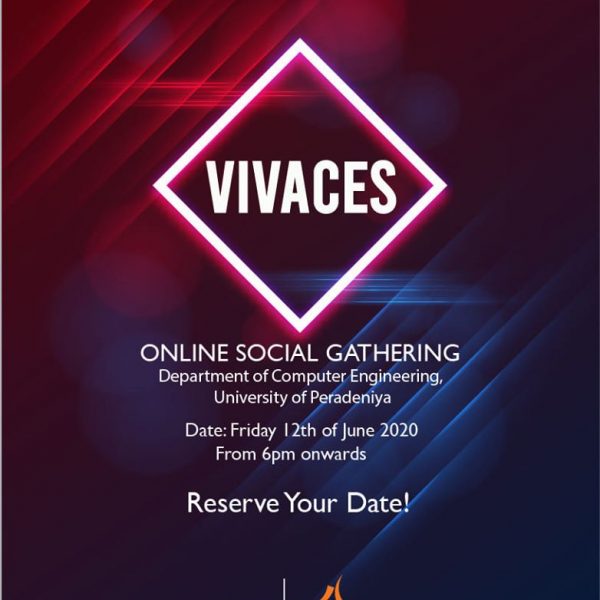 VIVACES
ONLINE SOCIAL GATHERING
Department of Computer Engineering,
University of Peradeniya
Date: Friday 12th of June 2020
From 6pm onwards
Reserve Your Date!